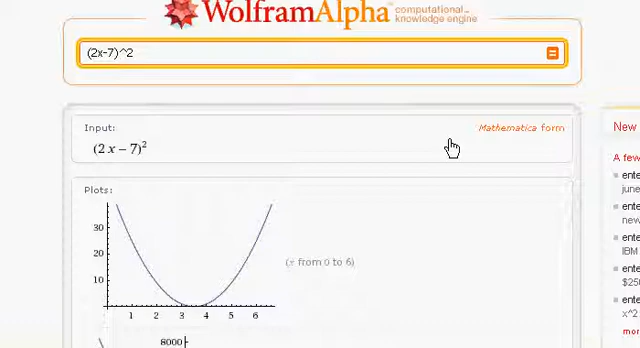 WolframAlpha computational... knowledge engine
(2x-7)^2
Input:
Mathematica form
(2 x − 7)²
New
A few
ente
june
ente
new
ente
IBM
ente
$250
ente
x^2
mor
Plots:
30
20
10
1 2 3 4 5 6
(x from 0 to 6)
8000